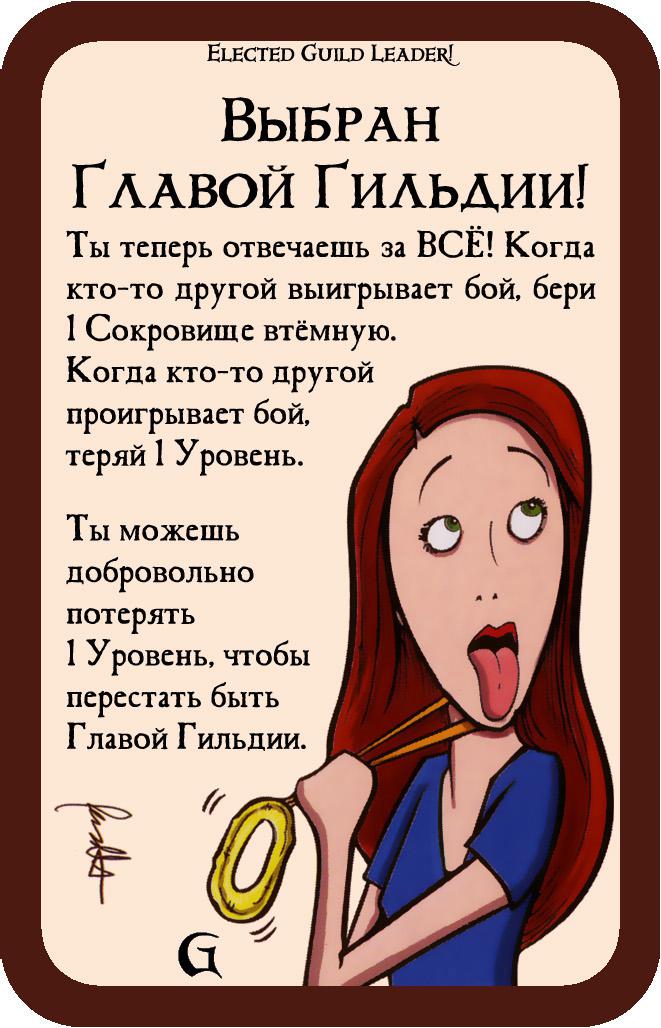 Elected Guild Leader!
Выбран
Главой Гильдии!
Ты теперь отвечаешь за ВСЁ! Когда
кто-то другой выигрывает бой, бери
1 Сокровище втёмную.
Когда кто-то другой
проигрывает бой,
теряй 1 Уровень.
Ты можешь
добровольно
потерять
1 Уровень, чтобы
перестать быть
Главой Гильдии.
G